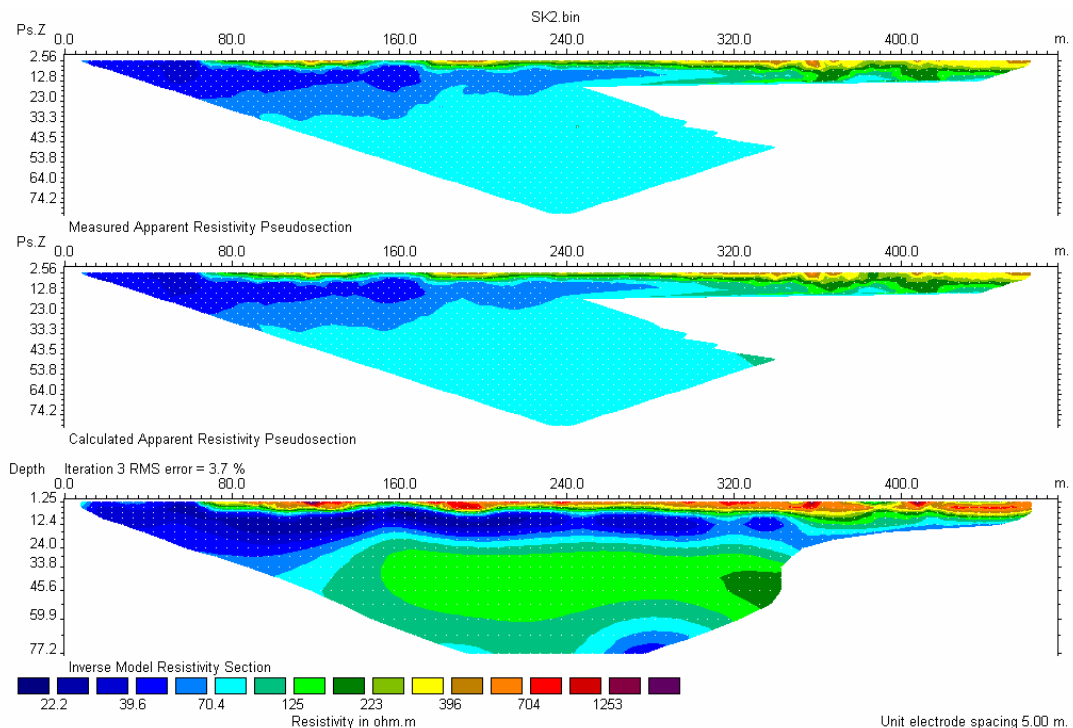 SK2.bin
Ps.Z 0.0 80.0 160.0 240.0 320.0 400.0 m.
2.56
12.8
23.0
33.3
43.5
53.8
64.0
74.2
Measured Apparent Resistivity Pseudosection
Ps.Z 0.0 80.0 160.0 240.0 320.0 400.0 m.
2.56
12.8
23.0
33.3
43.5
53.8
64.0
74.2
Calculated Apparent Resistivity Pseudosection
Depth Iteration 3 RMS error = 3.7 %
0.0 80.0 160.0 240.0 320.0 400.0 m.
1.25
12.4
24.0
33.8
45.6
59.9
77.2
Inverse Model Resistivity Section
22.2 39.6 70.4 125 223 396 704 1253
Resistivity in ohm.m
Unit electrode spacing 5.00 m.